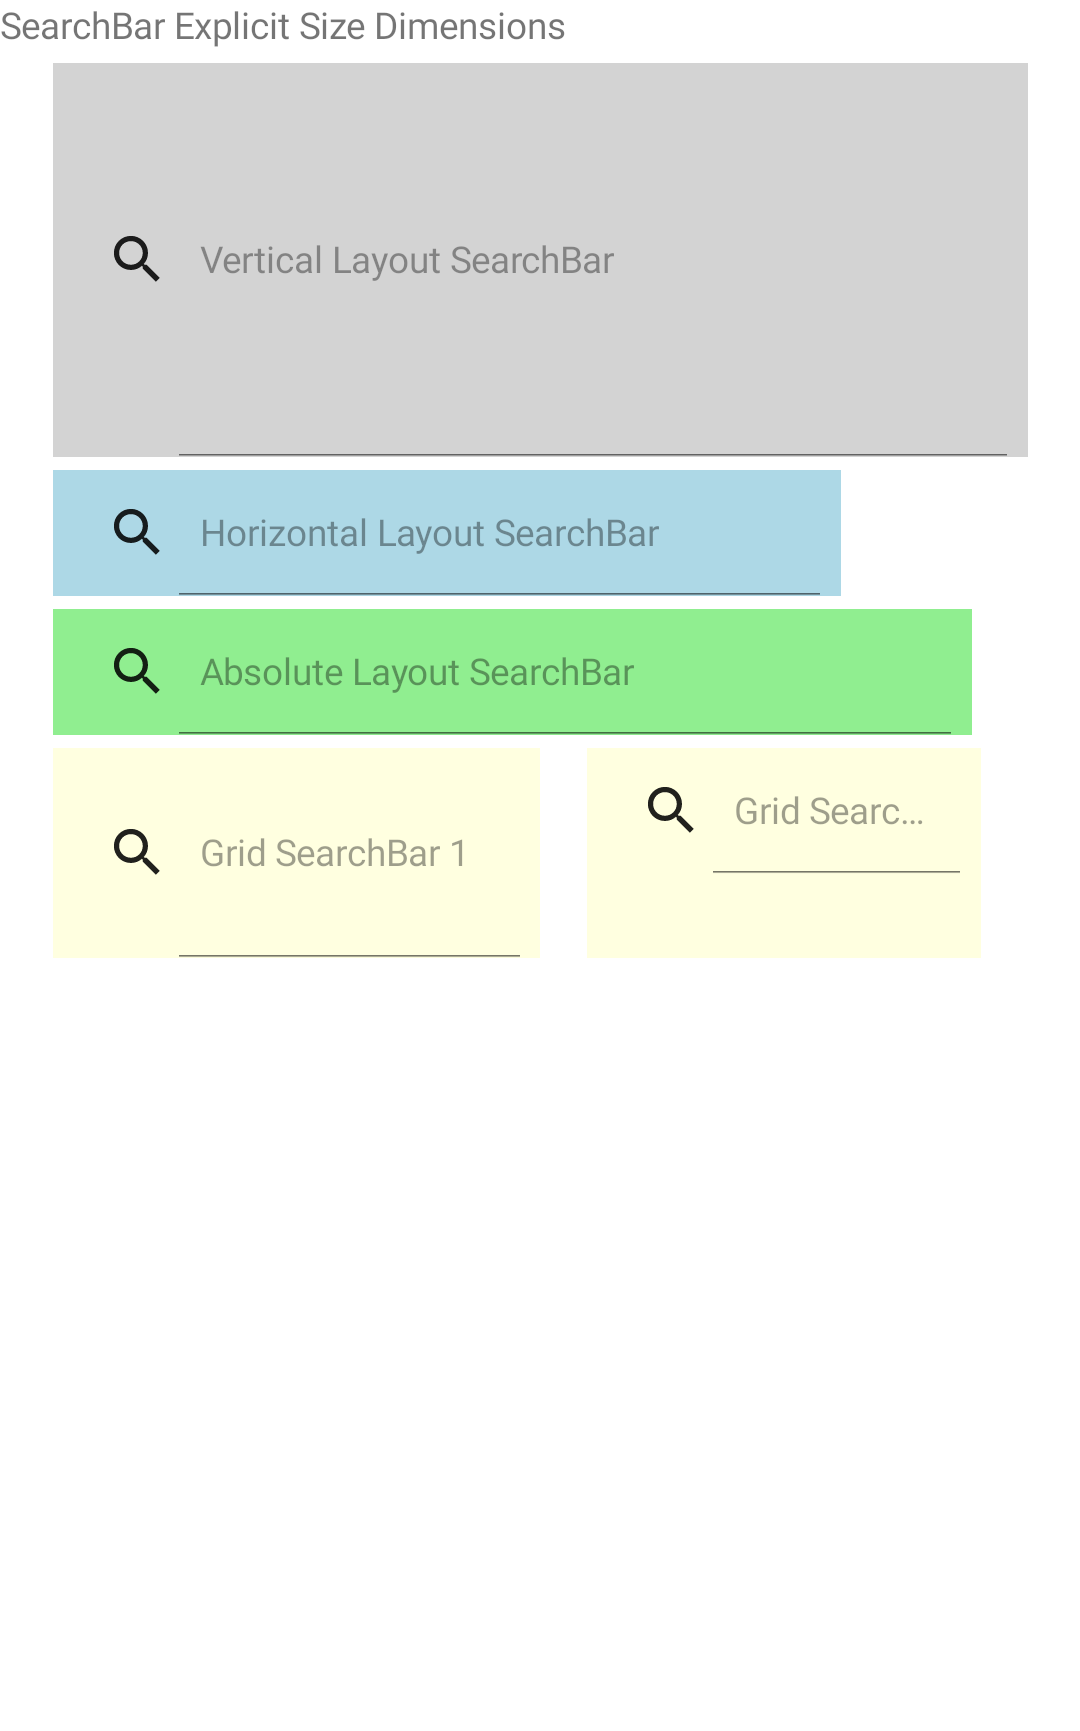 SearchBar Explicit Size Dimensions
Vertical Layout SearchBar
Horizontal Layout SearchBar
Absolute Layout SearchBar
Grid SearchBar 1
Grid Searc...